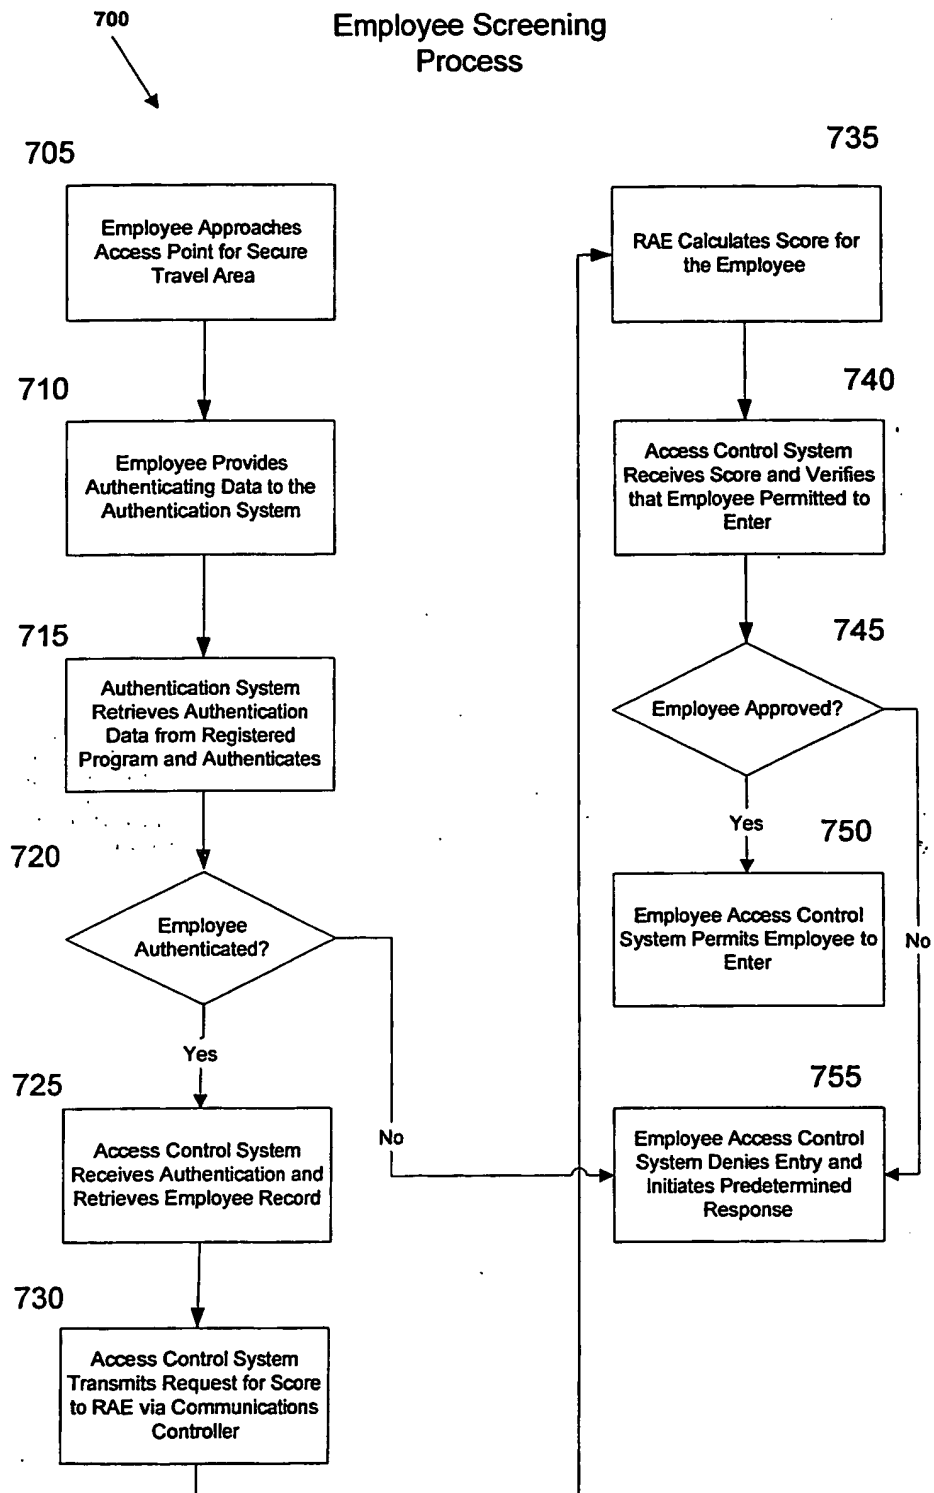 700
Employee Screening
Process
705
Employee Approaches
Access Point for Secure
Travel Area
710
Employee Provides
Authenticating Data to the
Authentication System
715
Authentication System
Retrieves Authentication
Data from Registered
Program and Authenticates
720
Employee
Authenticated?
Yes
No
725
Access Control System
Receives Authentication and
Retrieves Employee Record
730
Access Control System
Transmits Request for Score
to RAE via Communications
Controller
735
RAE Calculates Score for
the Employee
740
Access Control System
Receives Score and Verifies
that Employee Permitted to
Enter
745
Employee Approved?
Yes
No
750
Employee Access Control
System Permits Employee to
Enter
755
Employee Access Control
System Denies Entry and
Initiates Predetermined
Response